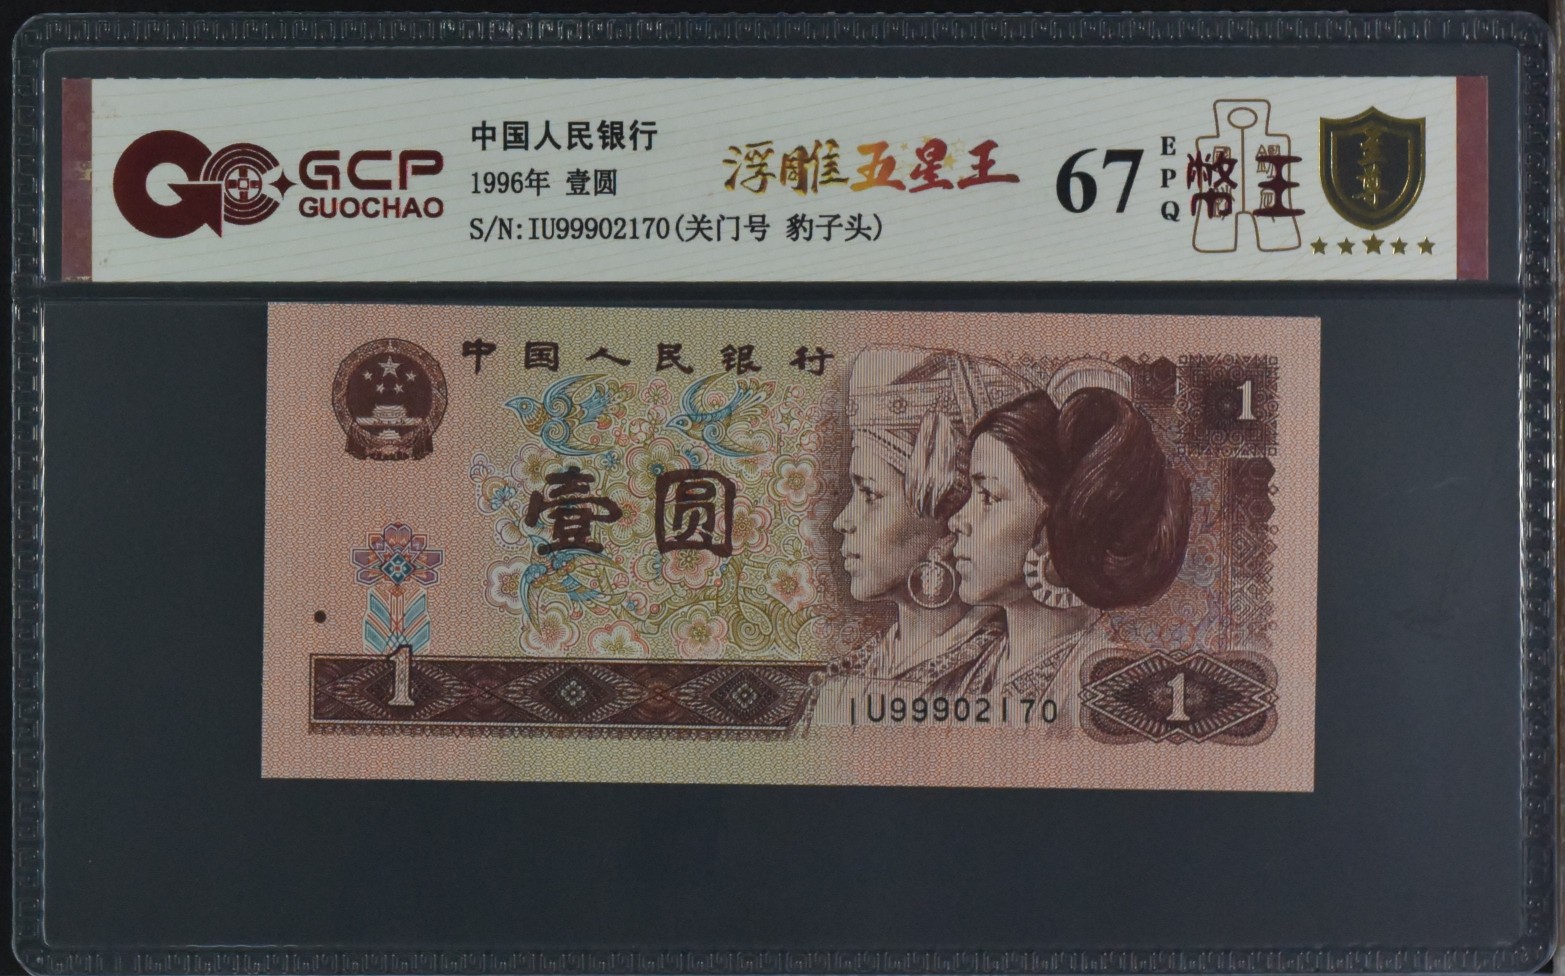 GCP
GUOCHAO
中国人民银行
1996年 壹圆
S/N:IU99902170(关门号 豹子头)
浮雕五星王
67
EPQ
至尊
中国人民银行
1
壹圆
1
IU99902170
1